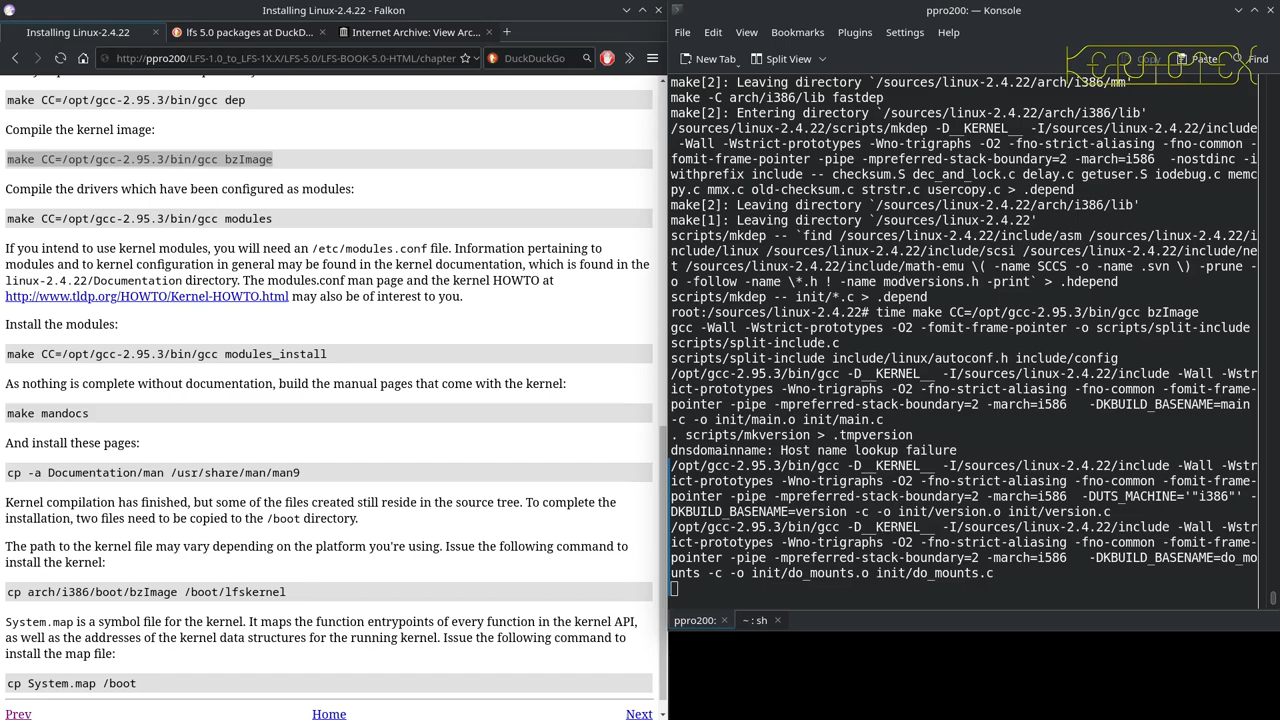 Installing Linux-2.4.22 - Falkon
Installing Linux-2.4.22
lfs 5.0 packages at DuckD...
Internet Archive: View Arc...
http://ppro200/LFS-1.0_to_LFS-1X.X/LFS-5.0/LFS-BOOK-5.0-HTML/chapter
DuckDuckGo
make CC=/opt/gcc-2.95.3/bin/gcc dep
Compile the kernel image:
make CC=/opt/gcc-2.95.3/bin/gcc bzImage
Compile the drivers which have been configured as modules:
make CC=/opt/gcc-2.95.3/bin/gcc modules
If you intend to use kernel modules, you will need an /etc/modules.conf file. Information pertaining to
modules and to kernel configuration in general may be found in the kernel documentation, which is found in the
linux-2.4.22/Documentation directory. The modules.conf man page and the kernel HOWTO at
http://www.tldp.org/HOWTO/Kernel-HOWTO.html may also be of interest to you.
Install the modules:
make CC=/opt/gcc-2.95.3/bin/gcc modules_install
As nothing is complete without documentation, build the manual pages that come with the kernel:
make mandocs
And install these pages:
cp -a Documentation/man /usr/share/man/man9
Kernel compilation has finished, but some of the files created still reside in the source tree. To complete the
installation, two files need to be copied to the /boot directory.
The path to the kernel file may vary depending on the platform you're using. Issue the following command to
install the kernel:
cp arch/i386/boot/bzImage /boot/lfskernel
System.map is a symbol file for the kernel. It maps the function entrypoints of every function in the kernel API,
as well as the addresses of the kernel data structures for the running kernel. Issue the following command to
install the map file:
cp System.map /boot
Prev Home Next
ppro200: — Konsole
File Edit View Bookmarks Plugins Settings Help
New Tab Split View Copy Paste Find
make[2]: Leaving directory `/sources/linux-2.4.22/arch/i386/mm'
make -C arch/i386/lib fastdep
make[2]: Entering directory `/sources/linux-2.4.22/arch/i386/lib'
/sources/linux-2.4.22/scripts/mkdep -D__KERNEL__ -I/sources/linux-2.4.22/include
-Wall -Wstrict-prototypes -Wno-trigraphs -O2 -fno-strict-aliasing -fno-common -
fomit-frame-pointer -pipe -mpreferred-stack-boundary=2 -march=i586 -nostdinc -i
withprefix include -- checksum.S dec_and_lock.c delay.c getuser.S iodebug.c memc
py.c mmx.c old-checksum.c strstr.c usercopy.c > .depend
make[2]: Leaving directory `/sources/linux-2.4.22/arch/i386/lib'
make[1]: Leaving directory `/sources/linux-2.4.22'
scripts/mkdep -- `find /sources/linux-2.4.22/include/asm /sources/linux-2.4.22/i
nclude/linux /sources/linux-2.4.22/include/scsi /sources/linux-2.4.22/include/ne
t /sources/linux-2.4.22/include/math-emu \( -name SCCS -o -name .svn \) -prune -
o -follow -name \*.h ! -name modversions.h -print` > .hdepend
scripts/mkdep -- init/*.c > .depend
root:/sources/linux-2.4.22# time make CC=/opt/gcc-2.95.3/bin/gcc bzImage
gcc -Wall -Wstrict-prototypes -O2 -fomit-frame-pointer -o scripts/split-include
scripts/split-include.c
scripts/split-include include/linux/autoconf.h include/config
/opt/gcc-2.95.3/bin/gcc -D__KERNEL__ -I/sources/linux-2.4.22/include -Wall -Wstr
ict-prototypes -Wno-trigraphs -O2 -fno-strict-aliasing -fno-common -fomit-frame-
pointer -pipe -mpreferred-stack-boundary=2 -march=i586 -DKBUILD_BASENAME=main
-c -o init/main.o init/main.c
. scripts/mkversion > .tmpversion
dnsdomainname: Host name lookup failure
/opt/gcc-2.95.3/bin/gcc -D__KERNEL__ -I/sources/linux-2.4.22/include -Wall -Wstr
ict-prototypes -Wno-trigraphs -O2 -fno-strict-aliasing -fno-common -fomit-frame-
pointer -pipe -mpreferred-stack-boundary=2 -march=i586 -DUTS_MACHINE='"i386"' -
DKBUILD_BASENAME=version -c -o init/version.o init/version.c
/opt/gcc-2.95.3/bin/gcc -D__KERNEL__ -I/sources/linux-2.4.22/include -Wall -Wstr
ict-prototypes -Wno-trigraphs -O2 -fno-strict-aliasing -fno-common -fomit-frame-
pointer -pipe -mpreferred-stack-boundary=2 -march=i586 -DKBUILD_BASENAME=do_mo
unts -c -o init/do_mounts.o init/do_mounts.c
ppro200: ~ : sh